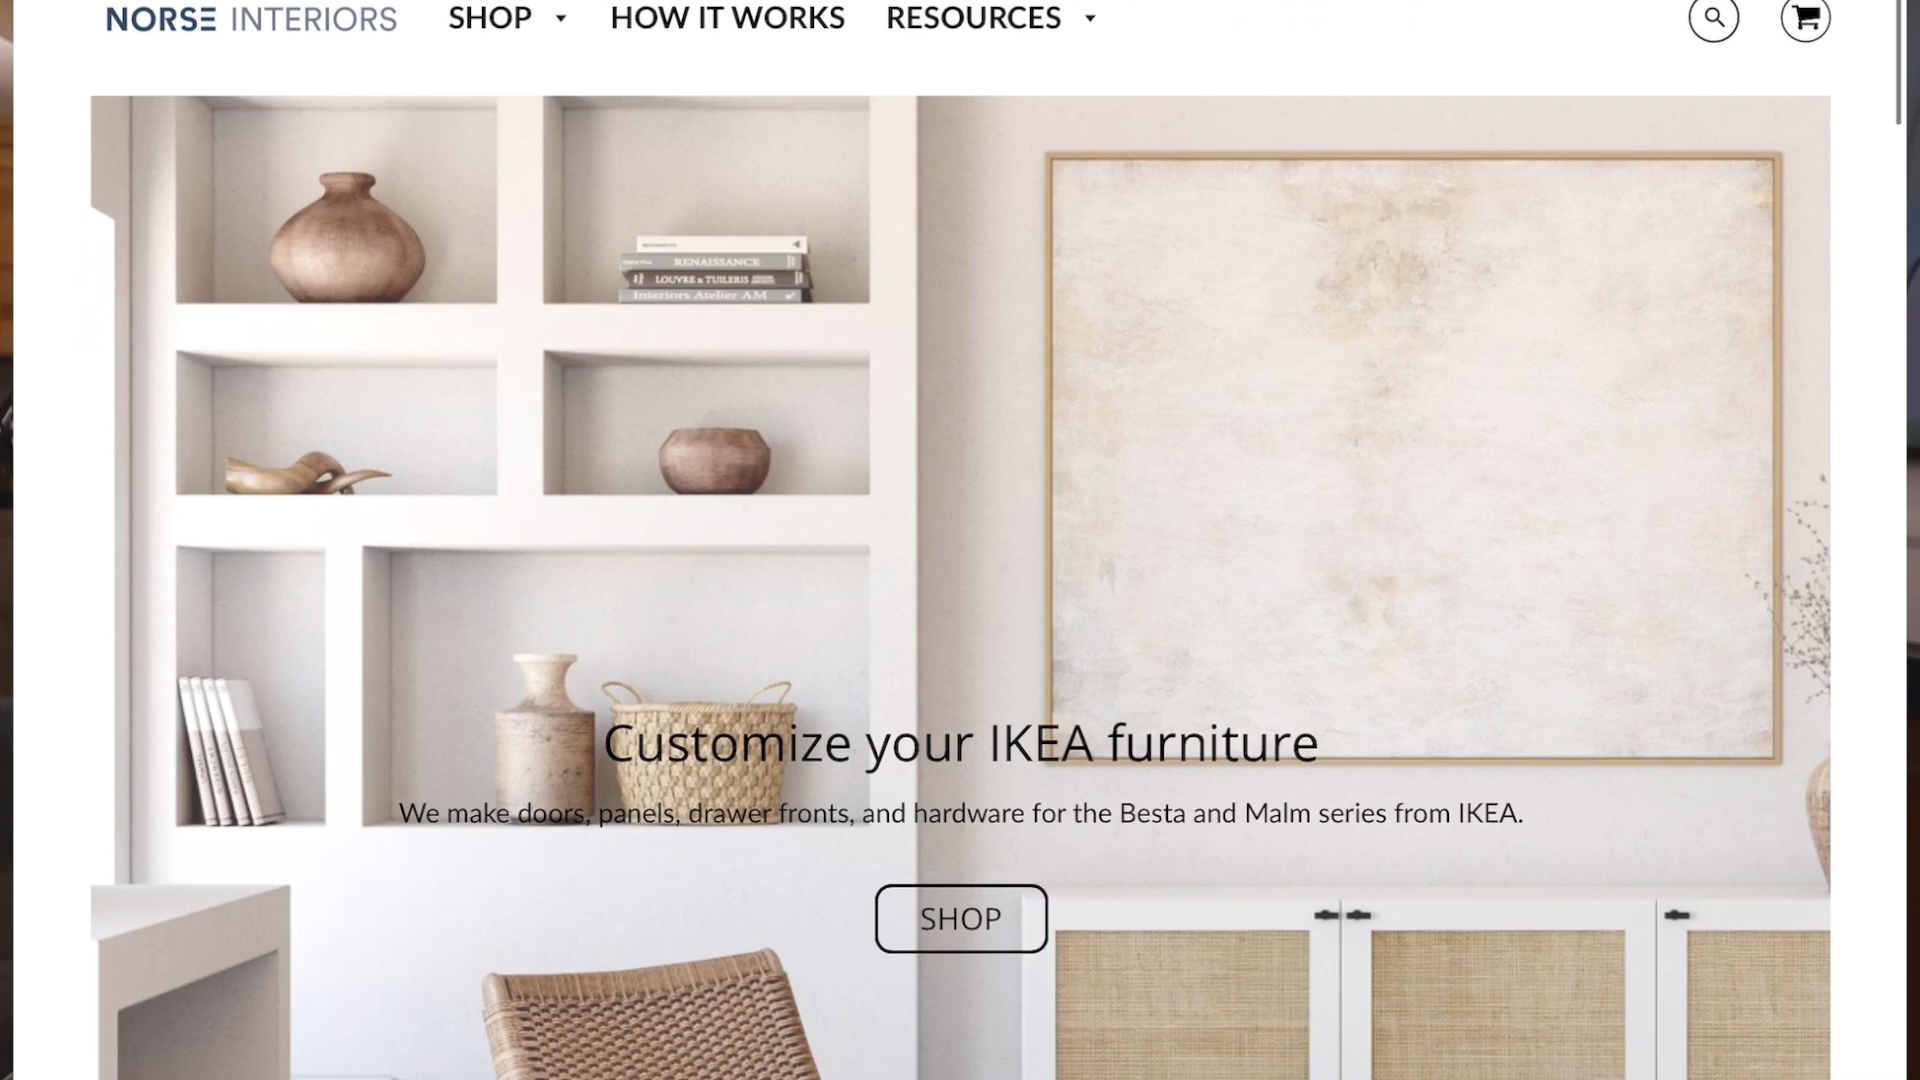 NORSE INTERIORS SHOP HOW IT WORKS RESOURCES
RENAISSANCE
LOUVRE & TUILERIS
Interiors Atelier AM
Customize your IKEA furniture
We make doors, panels, drawer fronts, and hardware for the Besta and Malm series from IKEA.
SHOP